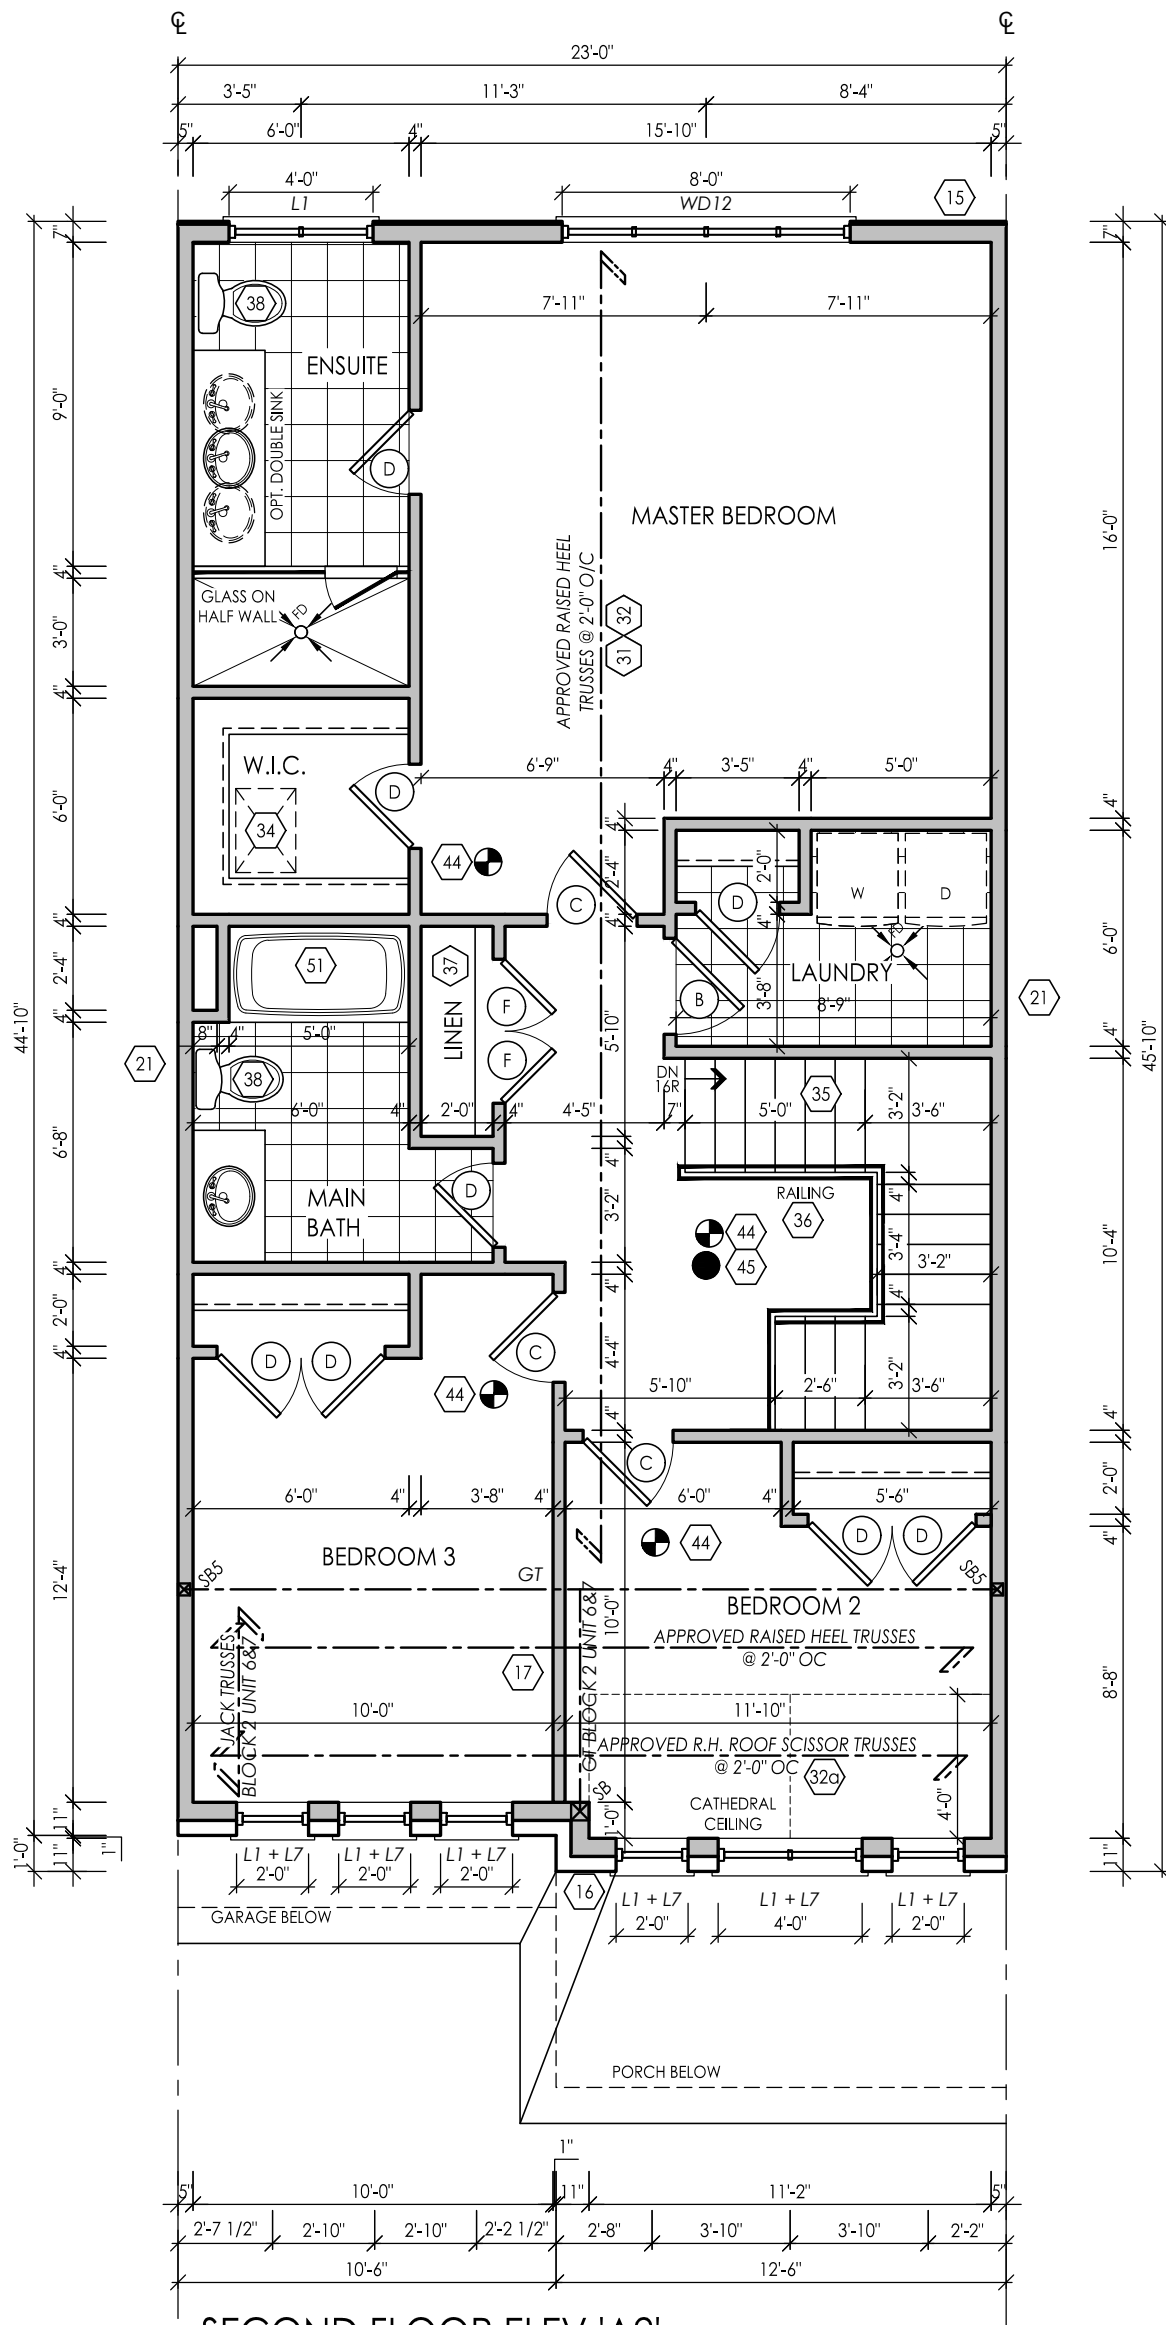 ℄ ℄
23'-0"
3'-5" 11'-3" 8'-4"
5" 6'-0" 4" 15'-10" 5"
4'-0" 8'-0"
L1 WD12 15
7" 7"
38
7'-11" 7'-11"
ENSUITE
9'-0"
OPT. DOUBLE SINK
D
MASTER BEDROOM
16'-0"
APPROVED RAISED HEEL
TRUSSES @ 2'-0" O/C
32
31
4"
GLASS ON
HALF WALL
FD
3'-0"
4"
W.I.C.
34
D
6'-0"
6'-9" 4" 3'-5" 4" 5'-0"
4" 4"
44
2'-4"
C
4"
2'-0"
D
4"
W D
FD
LAUNDRY
6'-0"
3'-8"
8'-9"
B
4"
51
37
LINEN
F
F
2'-4"
4"
4"
5'-10"
21
21
44'-10"
45'-10"
8" 4" 5'-0"
38
DN
16R
35
3'-2"
6'-0" 4" 2'-0" 4" 4'-5" 7" 5'-0" 3'-6"
6'-8"
4"
3'-2"
4"
MAIN
BATH
D
RAILING
36
44
45
4"
3'-4"
4"
3'-2"
10'-4"
4"
2'-0"
4"
D D
C
44
4'-4"
4"
5'-10" 2'-6" 3'-6"
3'-2"
4"
C
2'-0"
4"
6'-0" 4" 3'-8" 4" 6'-0" 4" 5'-6"
D D
44
BEDROOM 3
12'-4"
SB5
GT
SB5
BEDROOM 2
APPROVED RAISED HEEL TRUSSES
@ 2'-0" OC
10'-0"
GT BLOCK 2 UNIT 6&7
JACK TRUSSES
BLOCK 2 UNIT 6&7
17
8'-8"
10'-0" 11'-10"
APPROVED R.H. ROOF SCISSOR TRUSSES
@ 2'-0" OC
32a
4'-0"
CATHEDRAL
CEILING
SB
1'-0"
11"
1'-0"
11"
1"
11"
L1 + L7 L1 + L7 L1 + L7
2'-0" 2'-0" 2'-0"
16
L1 + L7 L1 + L7 L1 + L7
2'-0" 4'-0" 2'-0"
GARAGE BELOW
PORCH BELOW
1"
5" 10'-0" 11" 11'-2" 5"
2'-7 1/2" 2'-10" 2'-10" 2'-2 1/2" 2'-8" 3'-10" 3'-10" 2'-2"
10'-6" 12'-6"
SECOND FLOOR ELEV 'A2'